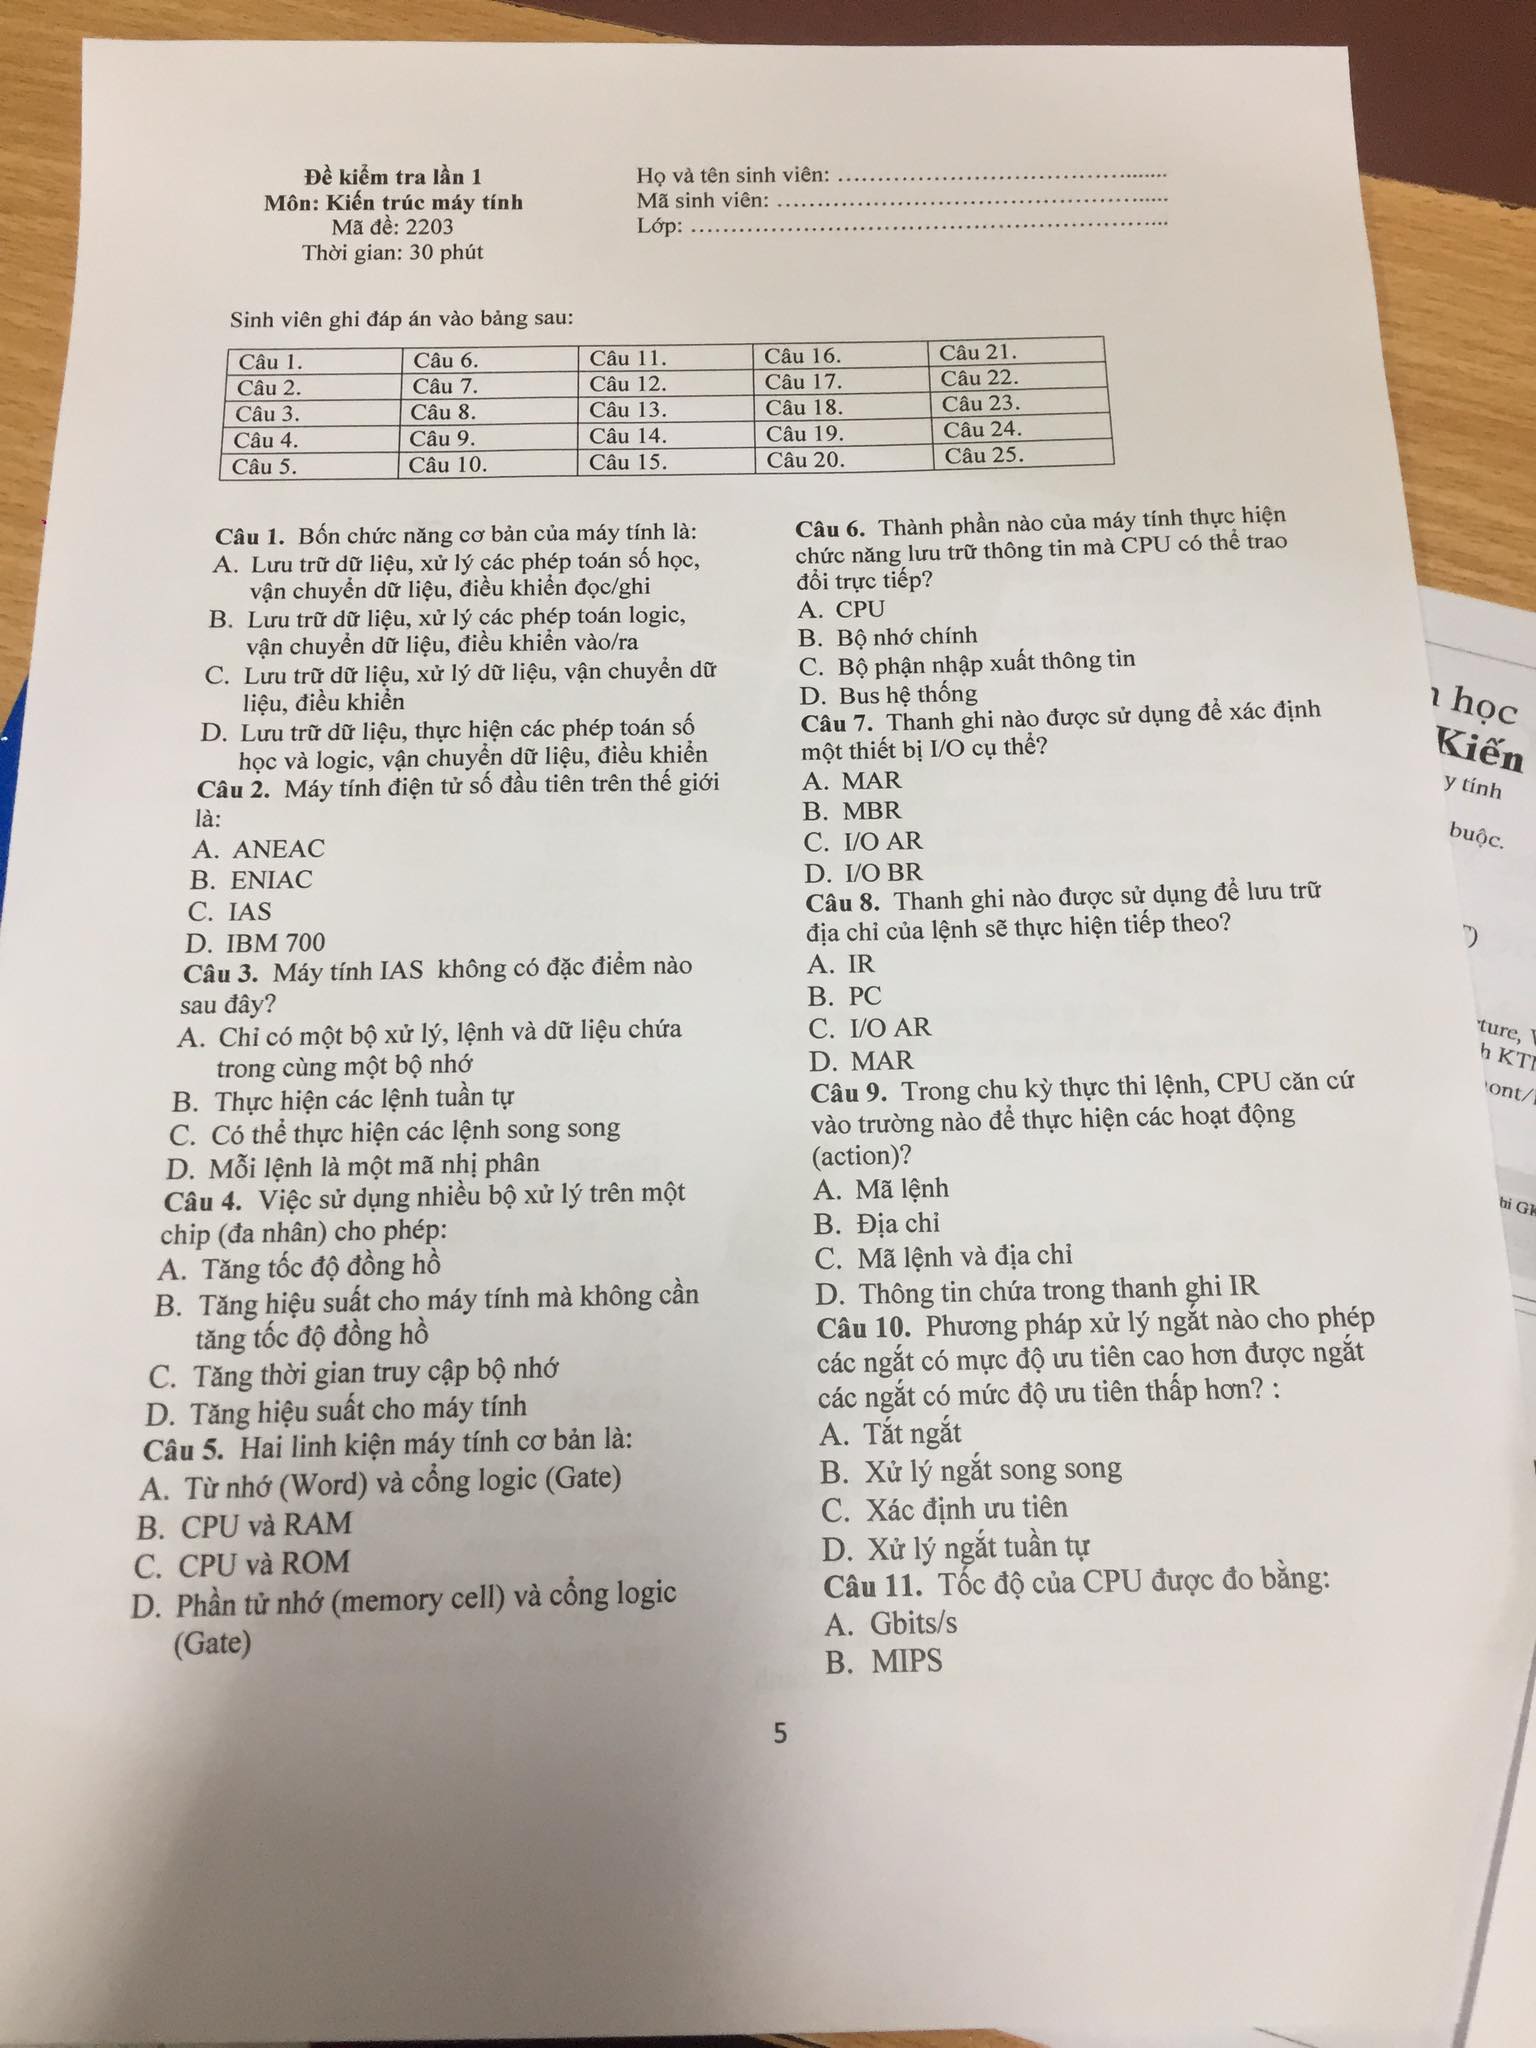 Đề kiểm tra lần 1
Môn: Kiến trúc máy tính
Mã đề: 2203
Thời gian: 30 phút
Họ và tên sinh viên: ........................................
Mã sinh viên: ........................................
Lớp: ........................................
Sinh viên ghi đáp án vào bảng sau:
Câu 1. Câu 6. Câu 11. Câu 16. Câu 21.
Câu 2. Câu 7. Câu 12. Câu 17. Câu 22.
Câu 3. Câu 8. Câu 13. Câu 18. Câu 23.
Câu 4. Câu 9. Câu 14. Câu 19. Câu 24.
Câu 5. Câu 10. Câu 15. Câu 20. Câu 25.
Câu 1. Bốn chức năng cơ bản của máy tính là:
A. Lưu trữ dữ liệu, xử lý các phép toán số học,
vận chuyển dữ liệu, điều khiển đọc/ghi
B. Lưu trữ dữ liệu, xử lý các phép toán logic,
vận chuyển dữ liệu, điều khiển vào/ra
C. Lưu trữ dữ liệu, xử lý dữ liệu, vận chuyển dữ
liệu, điều khiển
D. Lưu trữ dữ liệu, thực hiện các phép toán số
học và logic, vận chuyển dữ liệu, điều khiển
Câu 2. Máy tính điện tử số đầu tiên trên thế giới
là:
A. ANEAC
B. ENIAC
C. IAS
D. IBM 700
Câu 3. Máy tính IAS không có đặc điểm nào
sau đây?
A. Chỉ có một bộ xử lý, lệnh và dữ liệu chứa
trong cùng một bộ nhớ
B. Thực hiện các lệnh tuần tự
C. Có thể thực hiện các lệnh song song
D. Mỗi lệnh là một mã nhị phân
Câu 4. Việc sử dụng nhiều bộ xử lý trên một
chip (đa nhân) cho phép:
A. Tăng tốc độ đồng hồ
B. Tăng hiệu suất cho máy tính mà không cần
tăng tốc độ đồng hồ
C. Tăng thời gian truy cập bộ nhớ
D. Tăng hiệu suất cho máy tính
Câu 5. Hai linh kiện máy tính cơ bản là:
A. Từ nhớ (Word) và cổng logic (Gate)
B. CPU và RAM
C. CPU và ROM
D. Phần tử nhớ (memory cell) và cổng logic
(Gate)
Câu 6. Thành phần nào của máy tính thực hiện
chức năng lưu trữ thông tin mà CPU có thể trao
đổi trực tiếp?
A. CPU
B. Bộ nhớ chính
C. Bộ phận nhập xuất thông tin
D. Bus hệ thống
Câu 7. Thanh ghi nào được sử dụng để xác định
một thiết bị I/O cụ thể?
A. MAR
B. MBR
C. I/O AR
D. I/O BR
Câu 8. Thanh ghi nào được sử dụng để lưu trữ
địa chỉ của lệnh sẽ thực hiện tiếp theo?
A. IR
B. PC
C. I/O AR
D. MAR
Câu 9. Trong chu kỳ thực thi lệnh, CPU căn cứ
vào trường nào để thực hiện các hoạt động
(action)?
A. Mã lệnh
B. Địa chỉ
C. Mã lệnh và địa chỉ
D. Thông tin chứa trong thanh ghi IR
Câu 10. Phương pháp xử lý ngắt nào cho phép
các ngắt có mực độ ưu tiên cao hơn được ngắt
các ngắt có mức độ ưu tiên thấp hơn? :
A. Tắt ngắt
B. Xử lý ngắt song song
C. Xác định ưu tiên
D. Xử lý ngắt tuần tự
Câu 11. Tốc độ của CPU được đo bằng:
A. Gbits/s
B. MIPS
5
học
Kiến
y tính
buộc.